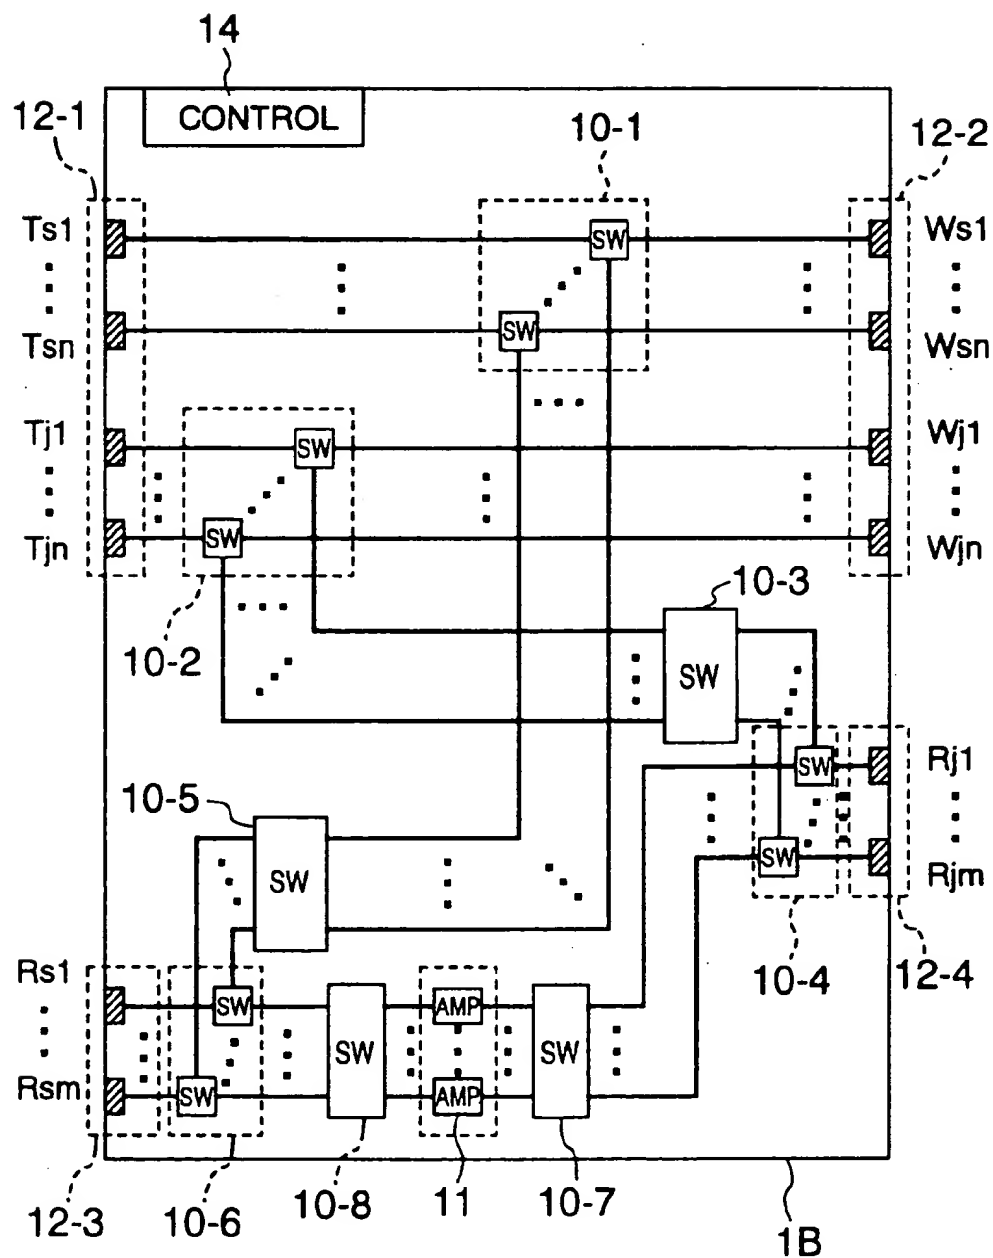 14
CONTROL
12-1
10-1
12-2
Ts1
SW
Ws1
Tsn
SW
Wsn
Tj1
SW
Wj1
Tjn
SW
Wjn
10-3
10-2
SW
Rj1
SW
10-5
SW
SW
Rjm
Rs1
10-4
12-4
SW
AMP
SW
SW
Rsm
SW
AMP
12-3
10-6
10-8
11
10-7
1B